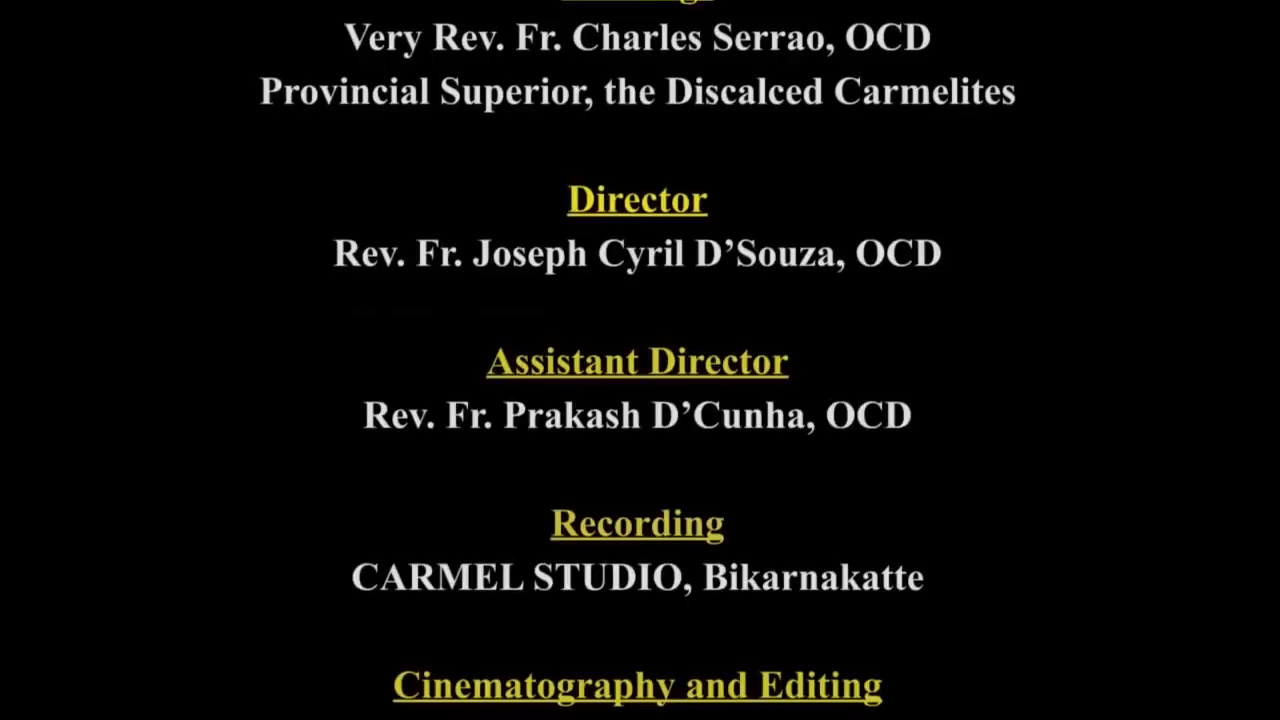 Very Rev. Fr. Charles Serrao, OCD
Provincial Superior, the Discalced Carmelites
Director
Rev. Fr. Joseph Cyril D’Souza, OCD
Assistant Director
Rev. Fr. Prakash D’Cunha, OCD
Recording
CARMEL STUDIO, Bikarnakatte
Cinematography and Editing